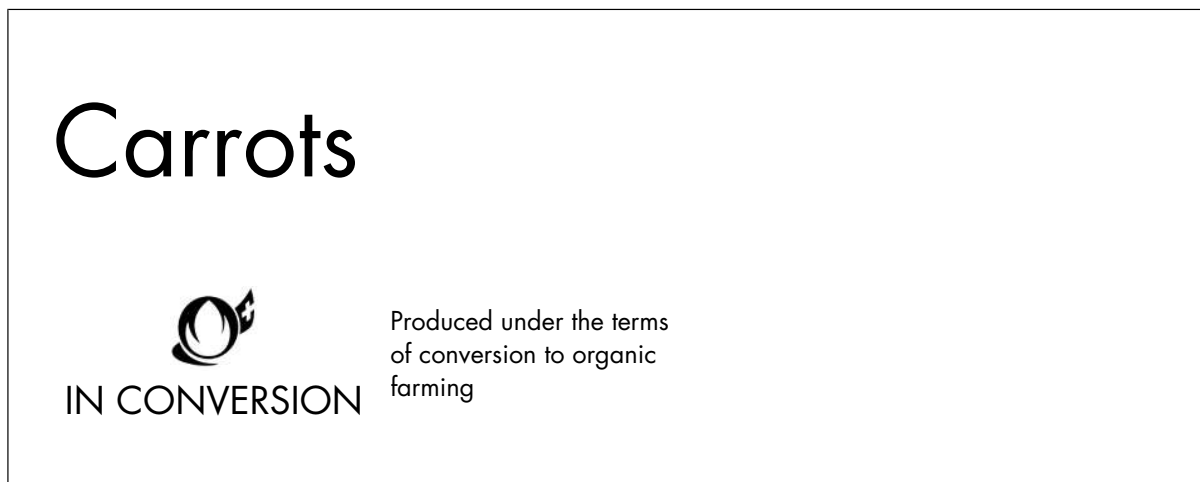 Carrots
Produced under the terms
of conversion to organic
farming
IN CONVERSION